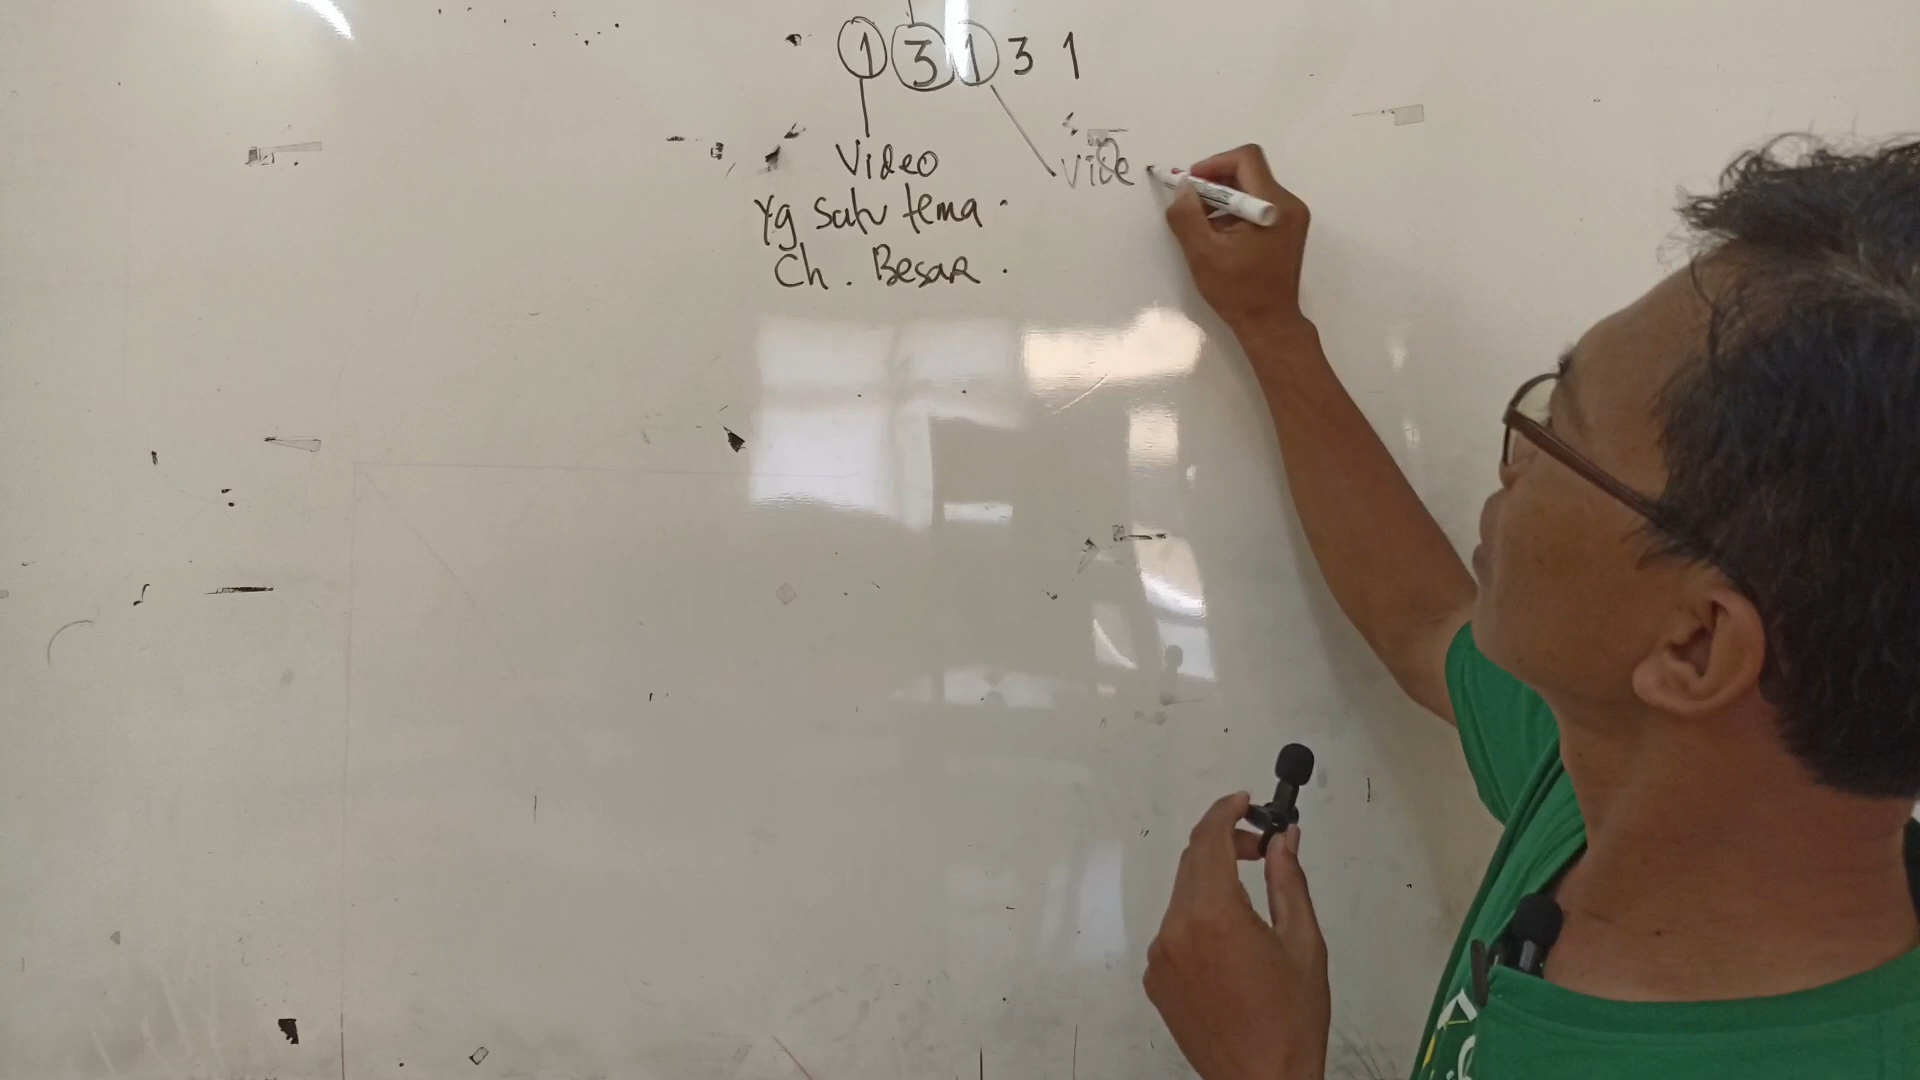 1 3 1 3 1
Video
Vide
Yg satu tema.
Ch. Besar.